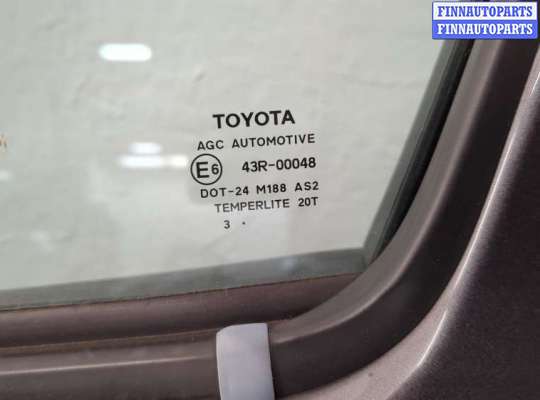 FINNAUTOPARTS
FINNAUTOPARTS
TOYOTA
AGC AUTOMOTIVE
E6 43R-00048
DOT-24 M188 AS2
TEMPERLITE 20T
3 .